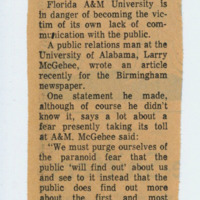 Florida A&M University is
in danger of becoming the vic-
tim of its own lack of com-
munication with the public.
A public relations man at the
University of Alabama, Larry
McGehee, wrote an article
recently for the Birmingham
newspaper.
One statement he made,
although of course he didn't
know it, says a lot about a
fear presently taking its toll
at A&M. McGehee said:
"We must purge ourselves of
the paranoid fear that the
public 'will find out' about us
and see to it instead that the
public does find out more
about the first and most